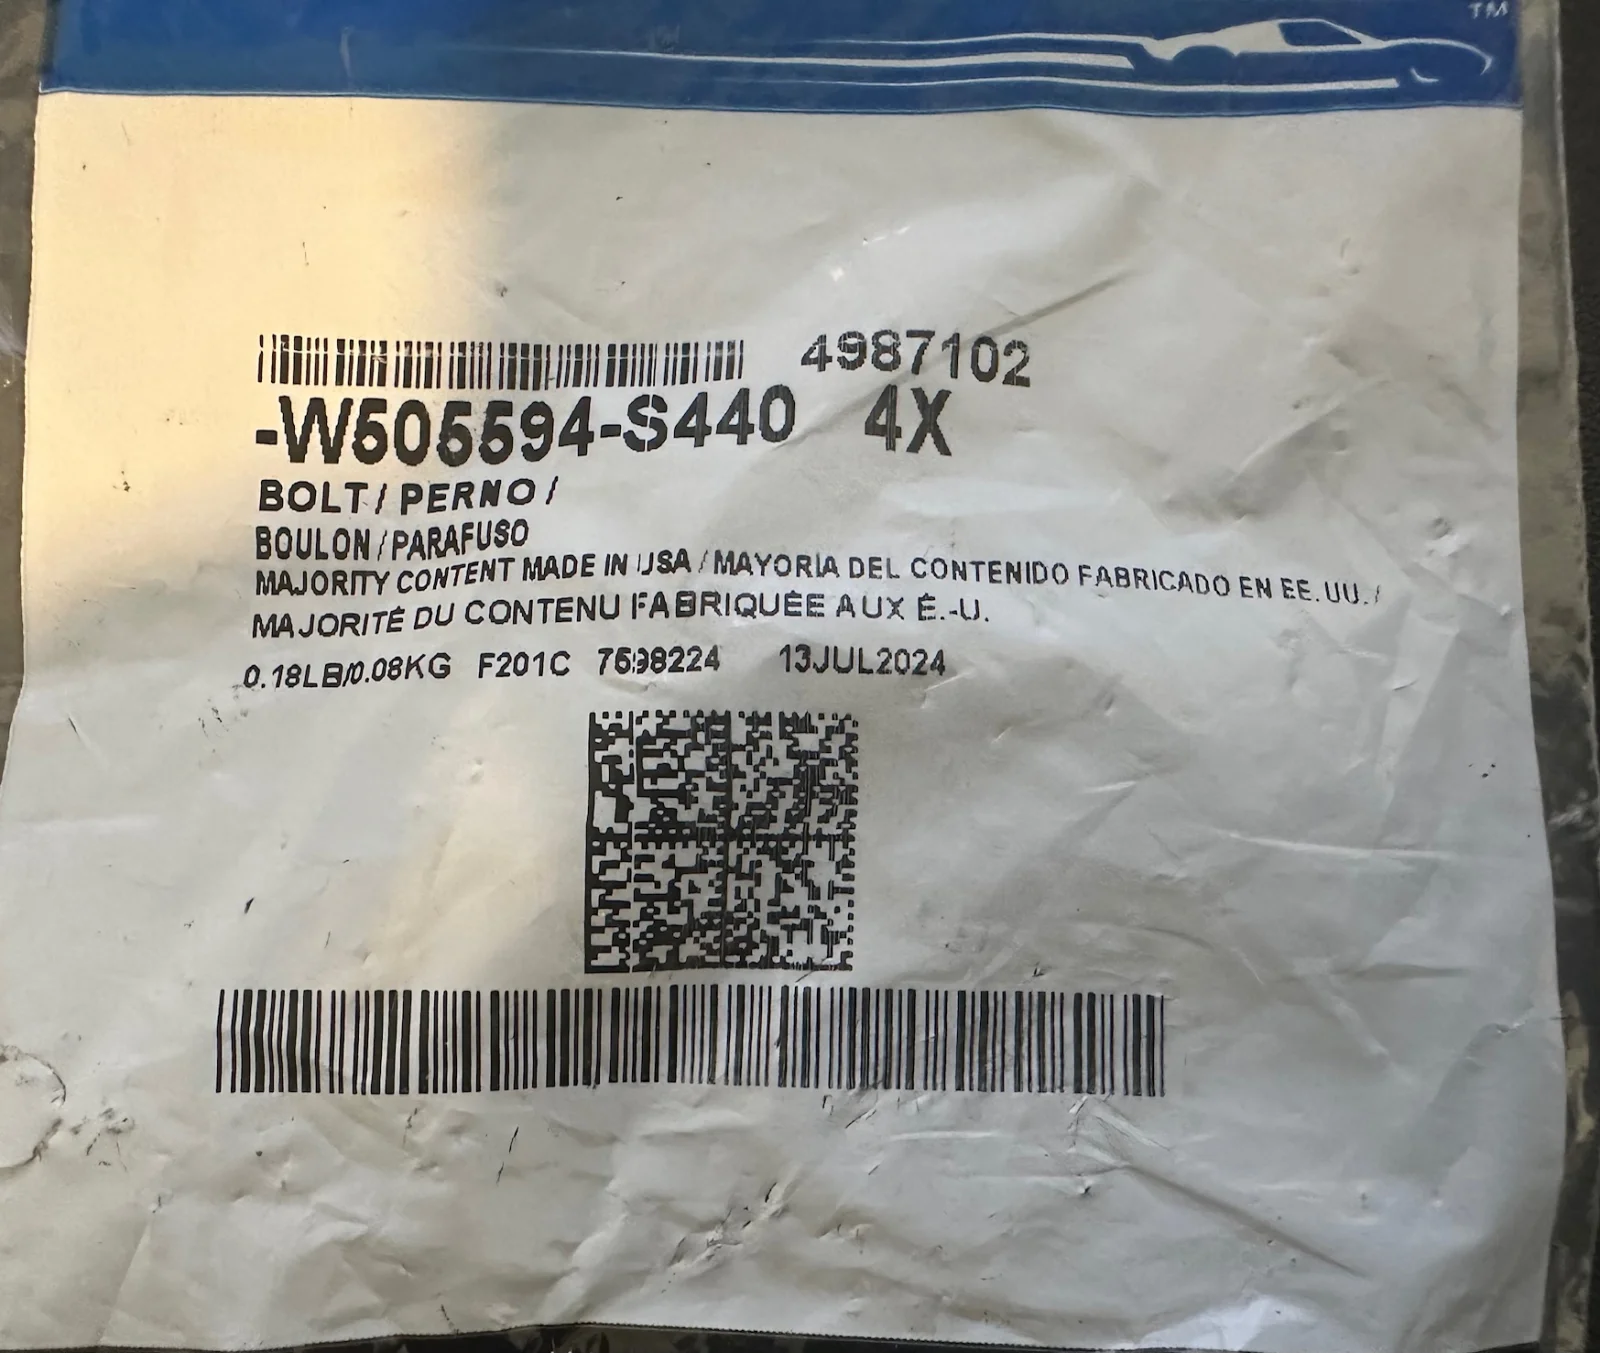 TM
4987102
-W505594-S440 4X
BOLT / PERNO /
BOULON / PARAFUSO
MAJORITY CONTENT MADE IN USA / MAYORIA DEL CONTENIDO FABRICADO EN EE.UU. /
MAJORITÉ DU CONTENU FABRIQUÉE AUX É.-U.
0.18LB/0.08KG F201C 13JUL2024